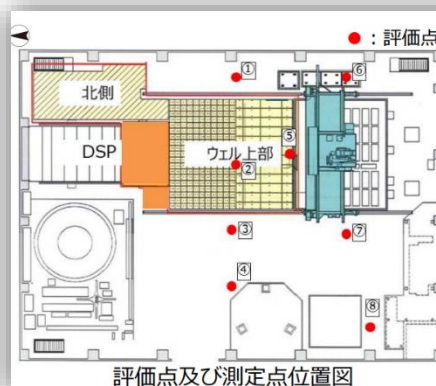 ● : 評価点
① ⑥
北側
DSP
ウェル上部
⑤
②
③ ⑦
④
⑧
評価点及び測定点位置図